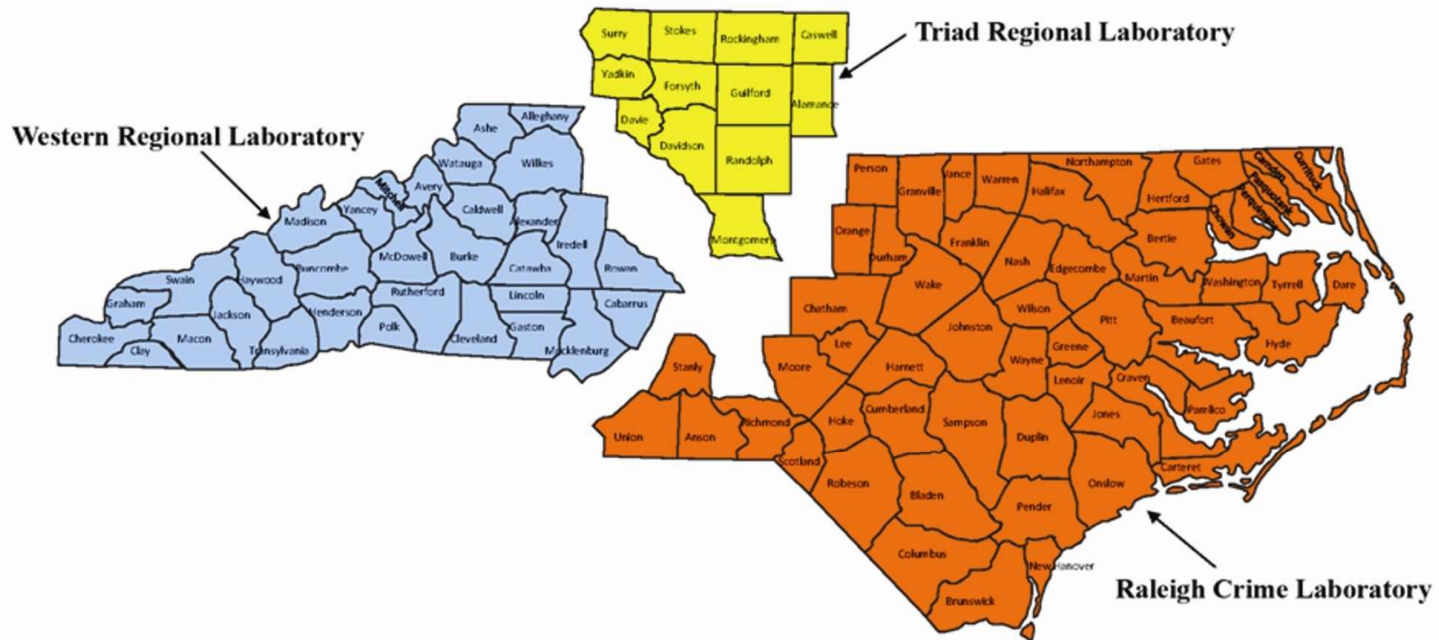 Triad Regional Laboratory
Surry
Stokes
Rockingham
Caswell
Yadkin
Forsyth
Guilford
Alamance
Davie
Davidson
Randolph
Montgomery
Western Regional Laboratory
Ashe
Alleghany
Watauga
Wilkes
Mitchell
Avery
Madison
Yancey
Caldwell
Alexander
Iredell
Swain
Haywood
Buncombe
McDowell
Burke
Catawba
Rowan
Graham
Jackson
Henderson
Rutherford
Lincoln
Cabarrus
Cherokee
Clay
Macon
Transylvania
Polk
Cleveland
Gaston
Mecklenburg
Person
Granville
Vance
Warren
Halifax
Northampton
Gates
Hertford
Camden
Currituck
Pasquotank
Perquimans
Chowan
Orange
Durham
Franklin
Nash
Edgecombe
Bertie
Martin
Washington
Tyrrell
Dare
Chatham
Wake
Wilson
Pitt
Beaufort
Hyde
Lee
Johnston
Greene
Stanly
Moore
Harnett
Wayne
Lenoir
Craven
Pamlico
Union
Anson
Richmond
Scotland
Hoke
Cumberland
Sampson
Duplin
Jones
Carteret
Robeson
Bladen
Pender
Onslow
Columbus
New Hanover
Brunswick
Raleigh Crime Laboratory